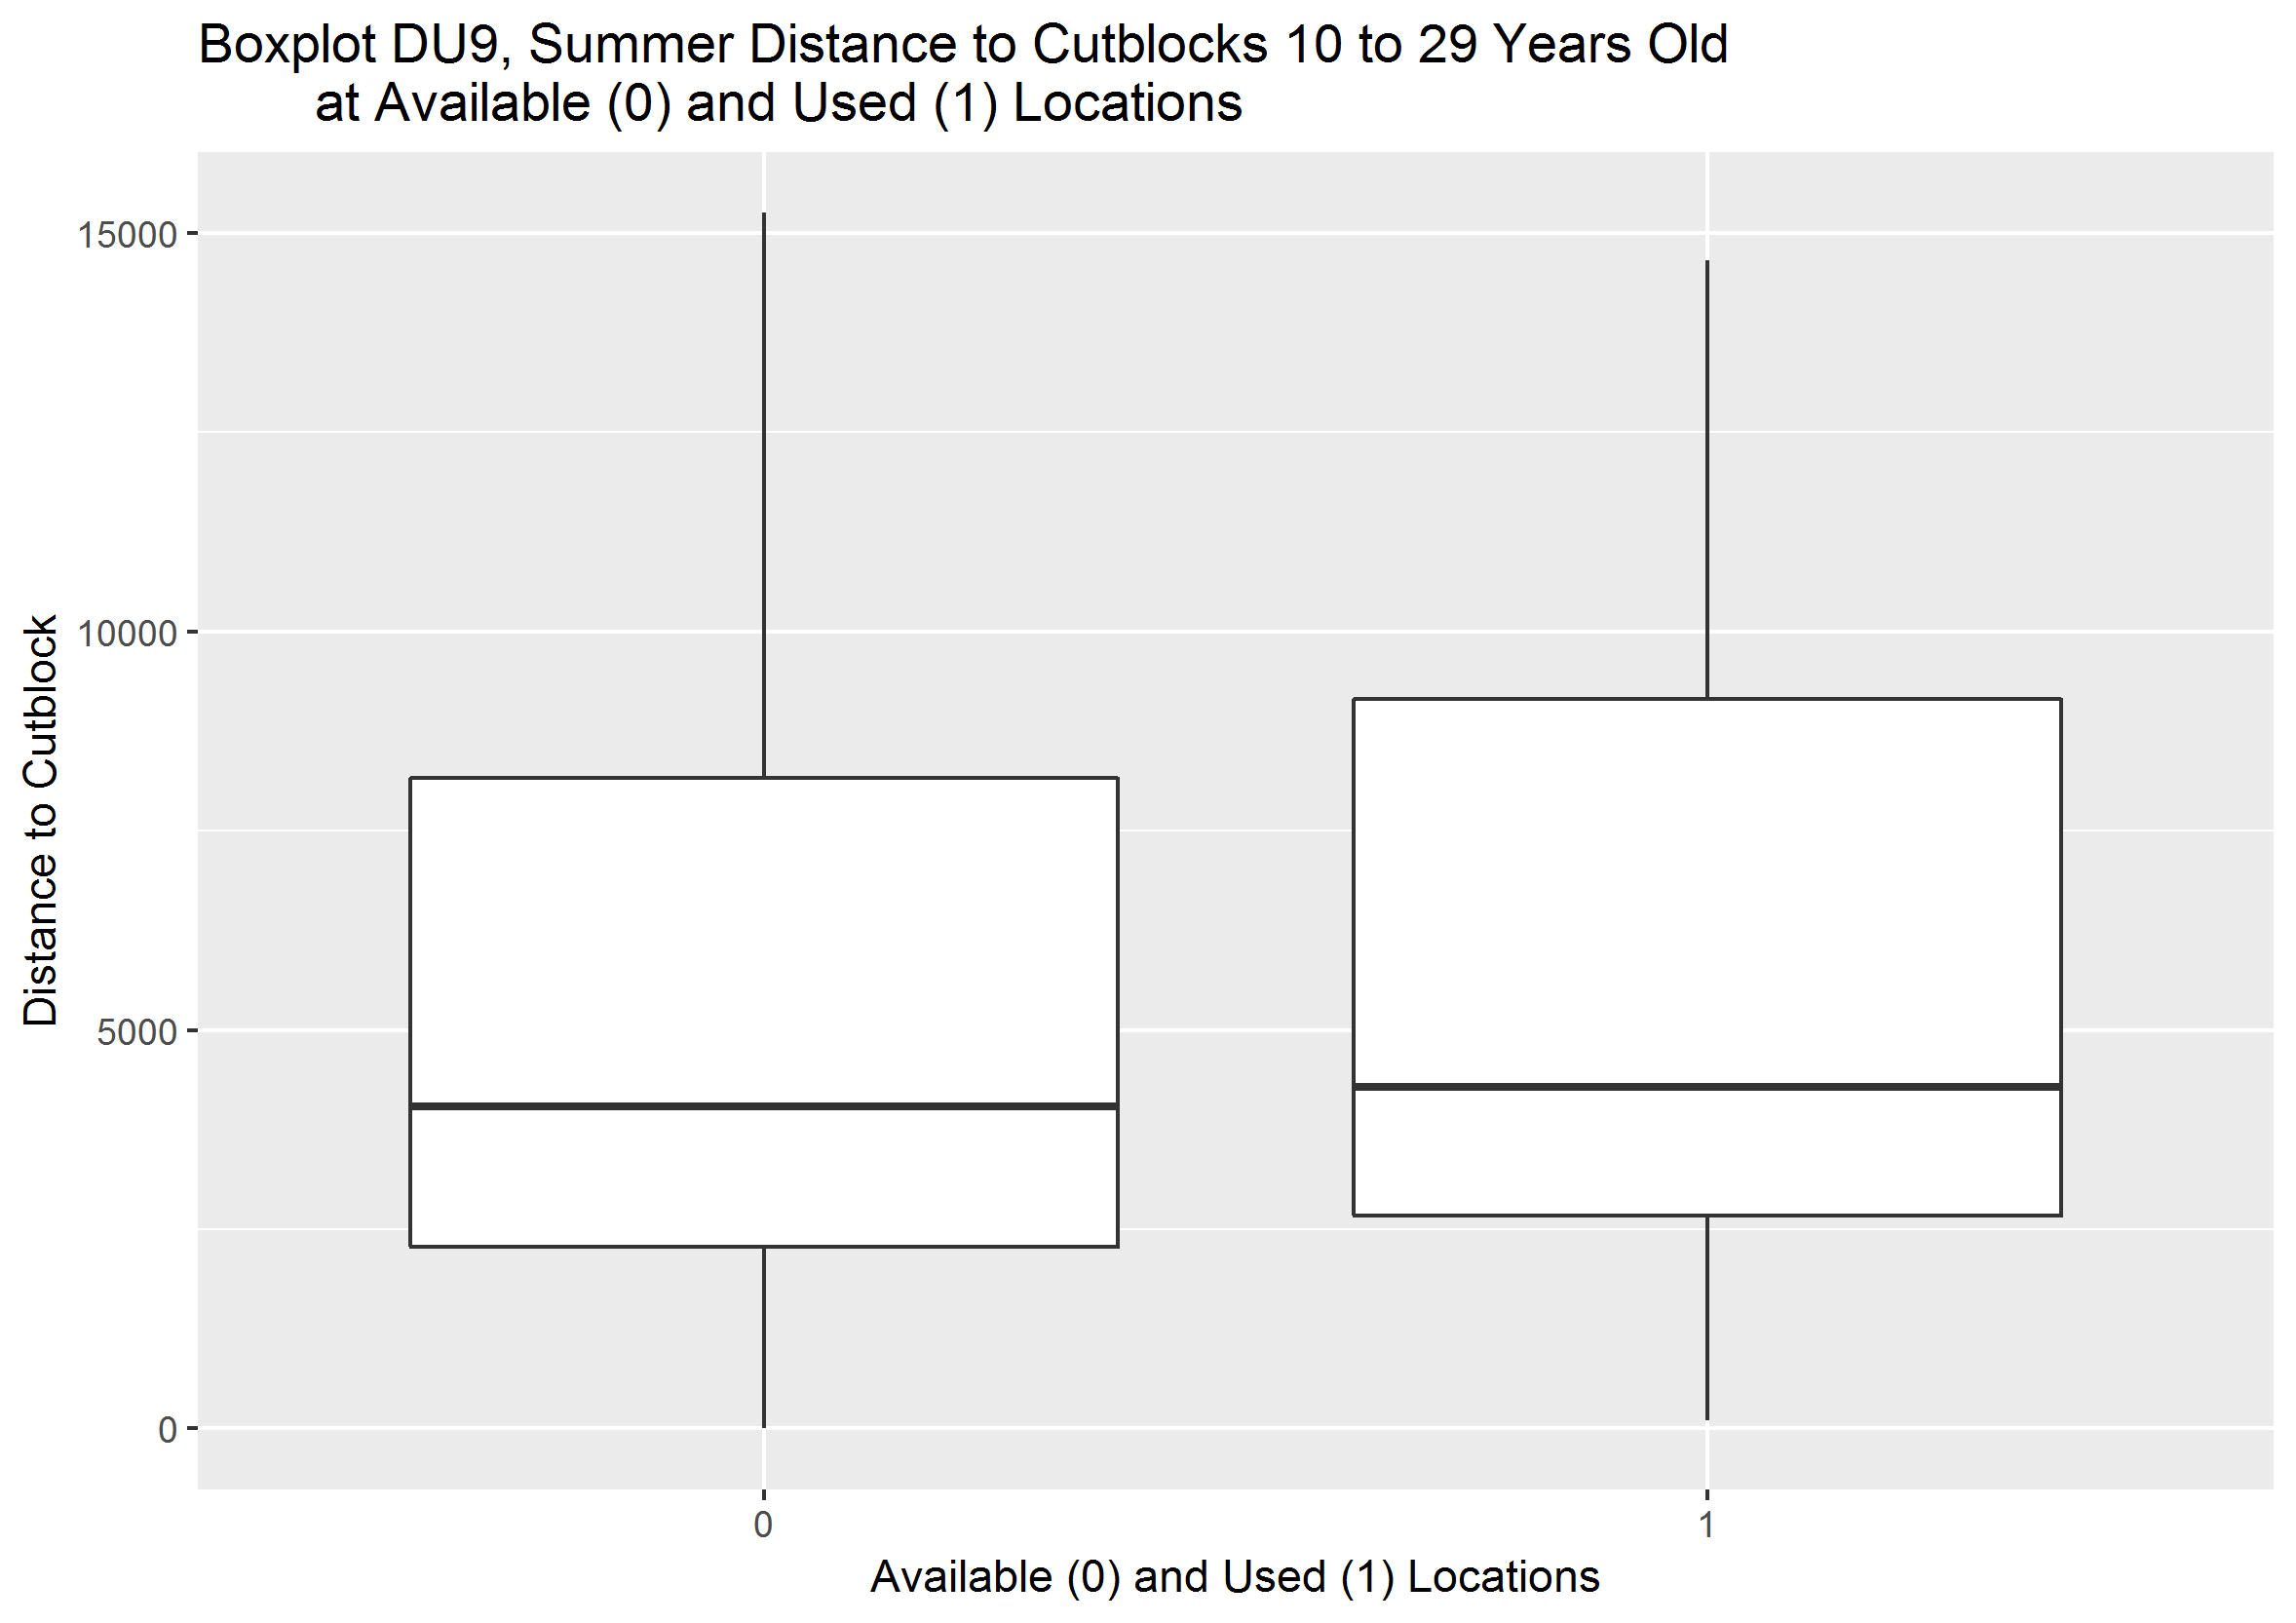 Boxplot DU9, Summer Distance to Cutblocks 10 to 29 Years Old
at Available (0) and Used (1) Locations
15000
10000
5000
0
Distance to Cutblock
0 1
Available (0) and Used (1) Locations